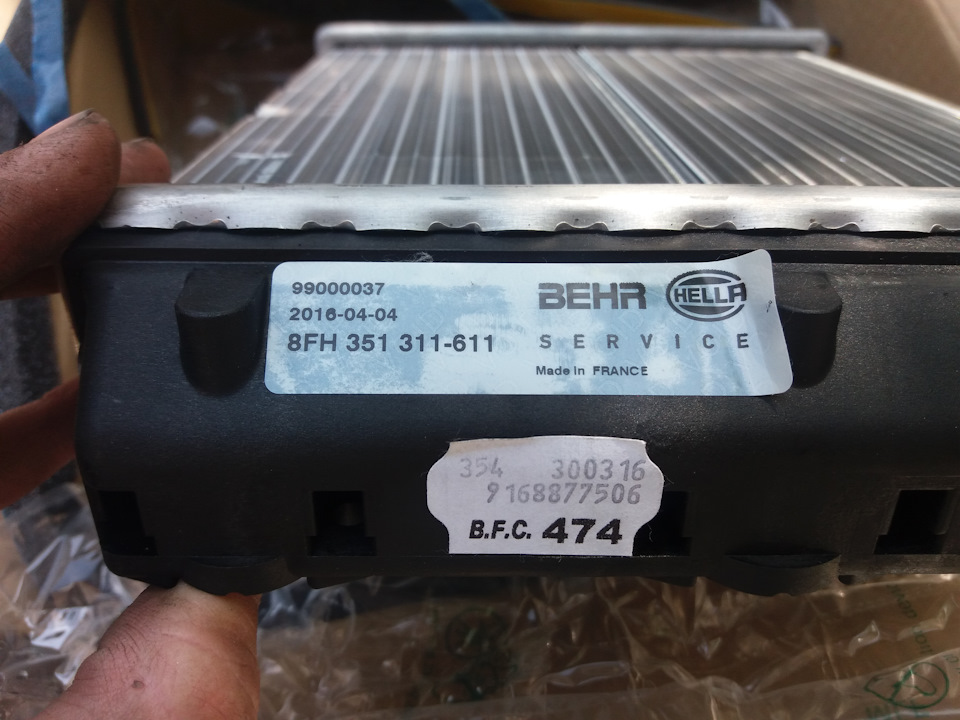 99000037
2016-04-04
8FH 351 311-611
BEHR HELLA
SERVICE
Made in FRANCE
354 300316
9168877506
B.F.C. 474